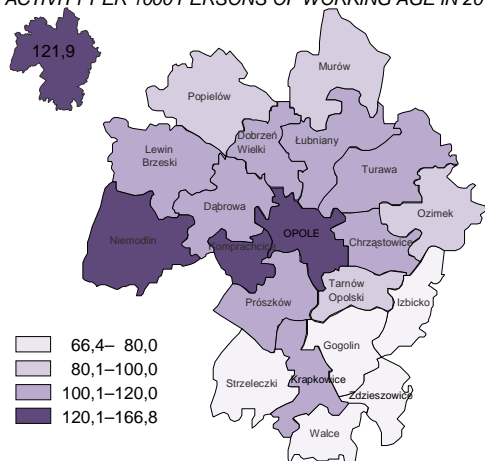 ACTIVITY PER 1000 PERSONS OF WORKING AGE IN 20
121,9
Murów
Popielów
Dobrzeń
Wielki
Łubniany
Lewin
Brzeski
Turawa
Dąbrowa
Ozimek
Niemodlin
Komprachcice
OPOLE
Chrząstowice
Tarnów
Opolski
Izbicko
Prószków
Gogolin
Strzeleczki
Krapkowice
Zdzieszowice
Walce
66,4– 80,0
80,1–100,0
100,1–120,0
120,1–166,8